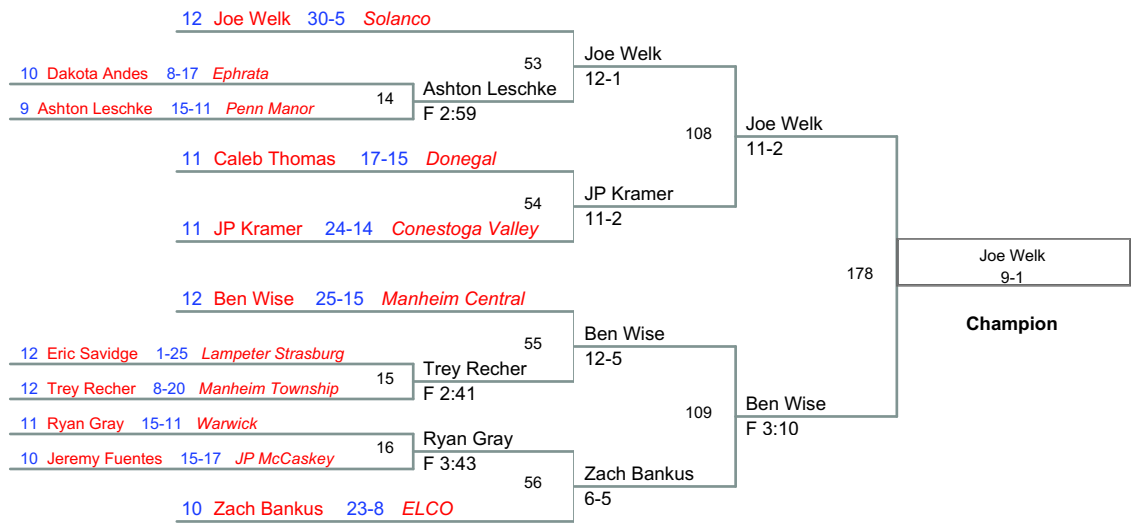 12 Joe Welk 30-5 Solanco
53
Joe Welk
12-1
10 Dakota Andes 8-17 Ephrata
14
Ashton Leschke
F 2:59
9 Ashton Leschke 15-11 Penn Manor
108
Joe Welk
11-2
11 Caleb Thomas 17-15 Donegal
54
JP Kramer
11-2
11 JP Kramer 24-14 Conestoga Valley
178
Joe Welk
9-1
Champion
12 Ben Wise 25-15 Manheim Central
55
Ben Wise
12-5
12 Eric Savidge 1-25 Lampeter Strasburg
15
Trey Recher
F 2:41
12 Trey Recher 8-20 Manheim Township
109
Ben Wise
F 3:10
11 Ryan Gray 15-11 Warwick
16
Ryan Gray
F 3:43
10 Jeremy Fuentes 15-17 JP McCaskey
56
Zach Bankus
6-5
10 Zach Bankus 23-8 ELCO